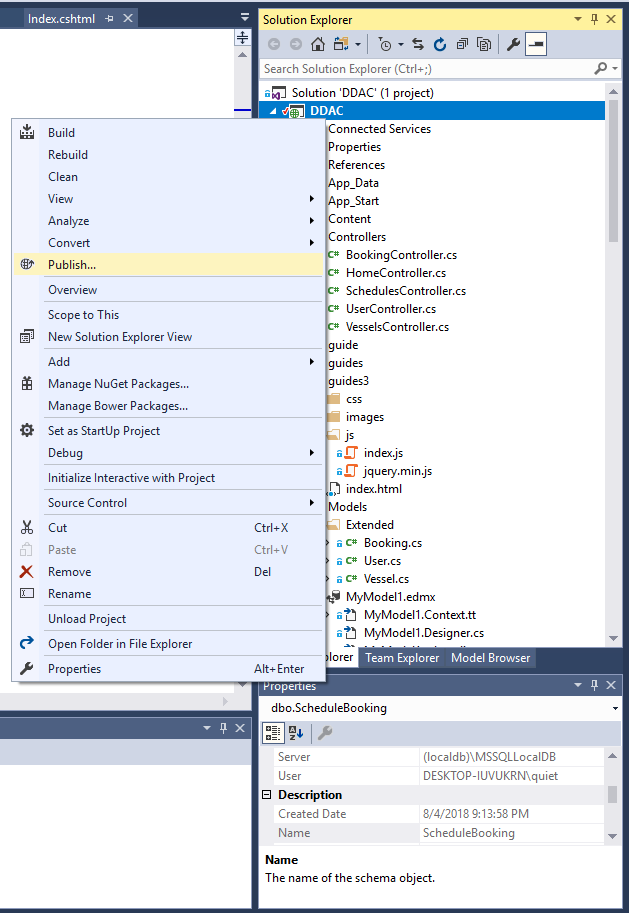 Index.cshtml
Solution Explorer
Search Solution Explorer (Ctrl+;)
Solution 'DDAC' (1 project)
DDAC
Connected Services
Properties
References
App_Data
App_Start
Content
Controllers
BookingController.cs
HomeController.cs
SchedulesController.cs
UserController.cs
VesselsController.cs
guide
guides
guides3
css
images
js
index.js
jquery.min.js
index.html
Models
Extended
Booking.cs
User.cs
Vessel.cs
MyModel1.edmx
MyModel1.Context.tt
MyModel1.Designer.cs
Build
Rebuild
Clean
View
Analyze
Convert
Publish...
Overview
Scope to This
New Solution Explorer View
Add
Manage NuGet Packages...
Manage Bower Packages...
Set as StartUp Project
Debug
Initialize Interactive with Project
Source Control
Cut Ctrl+X
Paste Ctrl+V
Remove Del
Rename
Unload Project
Open Folder in File Explorer
Properties Alt+Enter
plorer Team Explorer Model Browser
Properties
dbo.ScheduleBooking
Server (localdb)\MSSQLLocalDB
User DESKTOP-IUVUKRN\quiet
Description
Created Date 8/4/2018 9:13:58 PM
Name ScheduleBooking
Name
The name of the schema object.